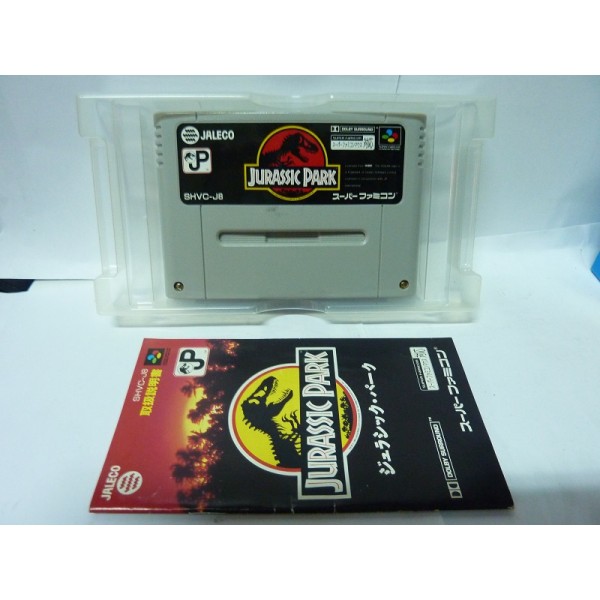 JALECO
DOLBY SURROUND
JP
JURASSIC PARK
SHVC-J8
スーパーファミコン
SHVC-J8
取扱説明書
JP
JALECO
JURASSIC PARK
ジュラシック・パーク
DOLBY SURROUND
スーパーファミコン